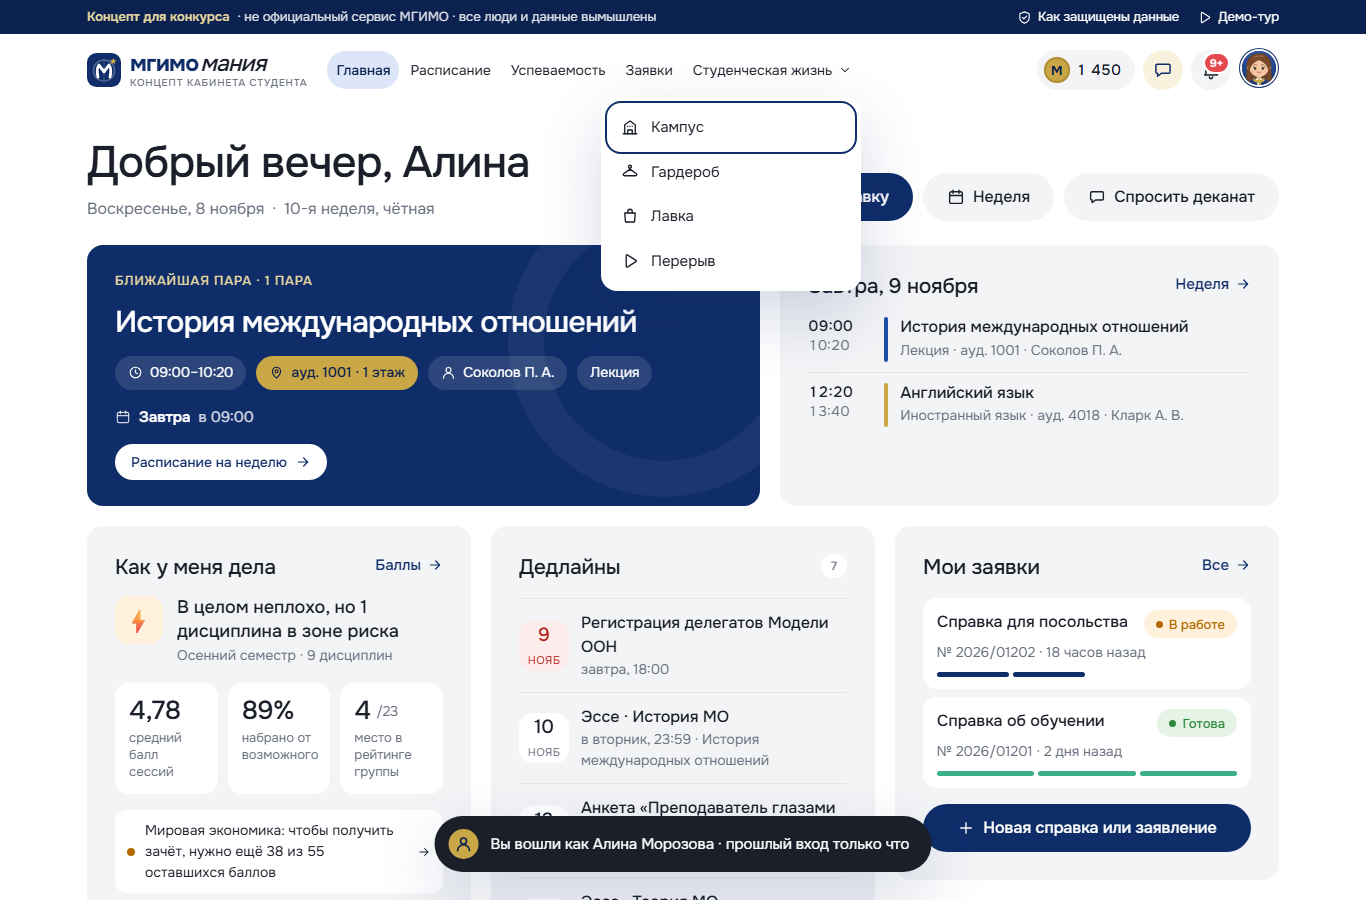 Концепт для конкурса · не официальный сервис МГИМО · все люди и данные вымышлены
Как защищены данные
Демо-тур
МГИМО мания
КОНЦЕПТ КАБИНЕТА СТУДЕНТА
Главная
Расписание
Успеваемость
Заявки
Студенческая жизнь
M
1 450
9+
Кампус
Гардероб
Лавка
Перерыв
Добрый вечер, Алина
Воскресенье, 8 ноября · 10-я неделя, чётная
Неделя
Спросить деканат
БЛИЖАЙШАЯ ПАРА · 1 ПАРА
История международных отношений
09:00–10:20
ауд. 1001 · 1 этаж
Соколов П. А.
Лекция
Завтра в 09:00
Расписание на неделю
Завтра, 9 ноября
Неделя
09:00
10:20
История международных отношений
Лекция · ауд. 1001 · Соколов П. А.
12:20
13:40
Английский язык
Иностранный язык · ауд. 4018 · Кларк А. В.
Как у меня дела
Баллы
В целом неплохо, но 1
дисциплина в зоне риска
Осенний семестр · 9 дисциплин
4,78
средний
балл
сессий
89%
набрано от
возможного
4 /23
место в
рейтинге
группы
Мировая экономика: чтобы получить
зачёт, нужно ещё 38 из 55
оставшихся баллов
Дедлайны
7
9
НОЯБ
Регистрация делегатов Модели
ООН
завтра, 18:00
10
НОЯБ
Эссе · История МО
в вторник, 23:59 · История
международных отношений
Анкета «Преподаватель глазами
Эссе · Теория МО
Мои заявки
Все
Справка для посольства
В работе
№ 2026/01202 · 18 часов назад
Справка об обучении
Готова
№ 2026/01201 · 2 дня назад
Новая справка или заявление
Вы вошли как Алина Морозова · прошлый вход только что